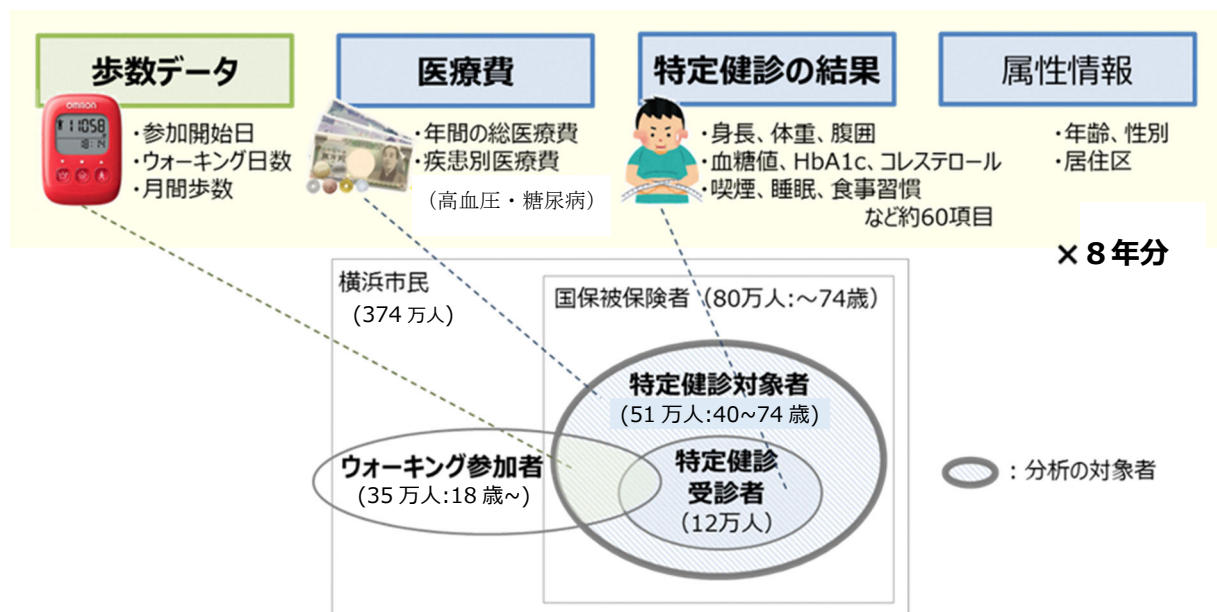 歩数データ
医療費
特定健診の結果
属性情報
OMRON
11058
18:14
・参加開始日
・ウォーキング日数
・月間歩数
・年間の総医療費
・疾患別医療費
（高血圧・糖尿病）
・身長、体重、腹囲
・血糖値、HbA1c、コレステロール
・喫煙、睡眠、食事習慣
など約60項目
・年齢、性別
・居住区
×８年分
横浜市民
(374 万人)
国保被保険者（80万人:～74歳）
特定健診対象者
(51 万人:40~74 歳)
ウォーキング参加者
(35 万人:18 歳~)
特定健診
受診者
（12万人）
：分析の対象者